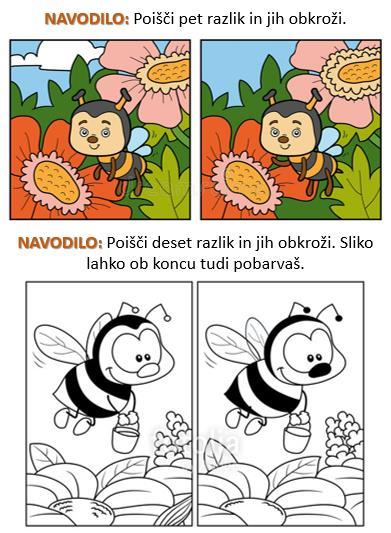 NAVODILO: Poišči pet razlik in jih obkroži.
NAVODILO: Poišči deset razlik in jih obkroži. Sliko
lahko ob koncu tudi pobarvaš.